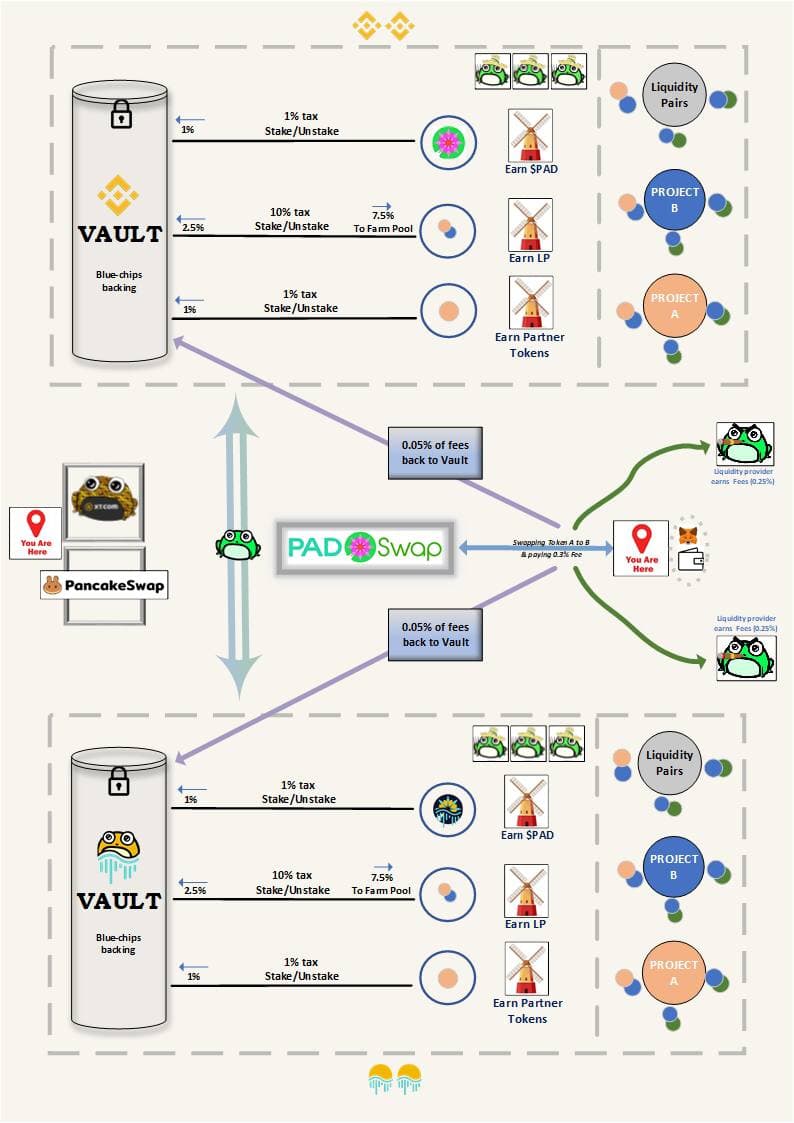 1% tax
Stake/Unstake
1%
Earn $PAD
Liquidity
Pairs
VAULT
Blue-chips
backing
10% tax
Stake/Unstake
2.5%
7.5%
To Farm Pool
Earn LP
PROJECT
B
1% tax
Stake/Unstake
1%
Earn Partner
Tokens
PROJECT
A
0.05% of fees
back to Vault
Liquidity provider
earns Fees (0.25%)
XT.COM
You Are
Here
PancakeSwap
PAD Swap
Swapping Token A to B
& paying 0.3% Fee
You Are
Here
0.05% of fees
back to Vault
Liquidity provider
earns Fees (0.25%)
1% tax
Stake/Unstake
1%
Earn $PAD
Liquidity
Pairs
VAULT
Blue-chips
backing
10% tax
Stake/Unstake
2.5%
7.5%
To Farm Pool
Earn LP
PROJECT
B
1% tax
Stake/Unstake
1%
Earn Partner
Tokens
PROJECT
A